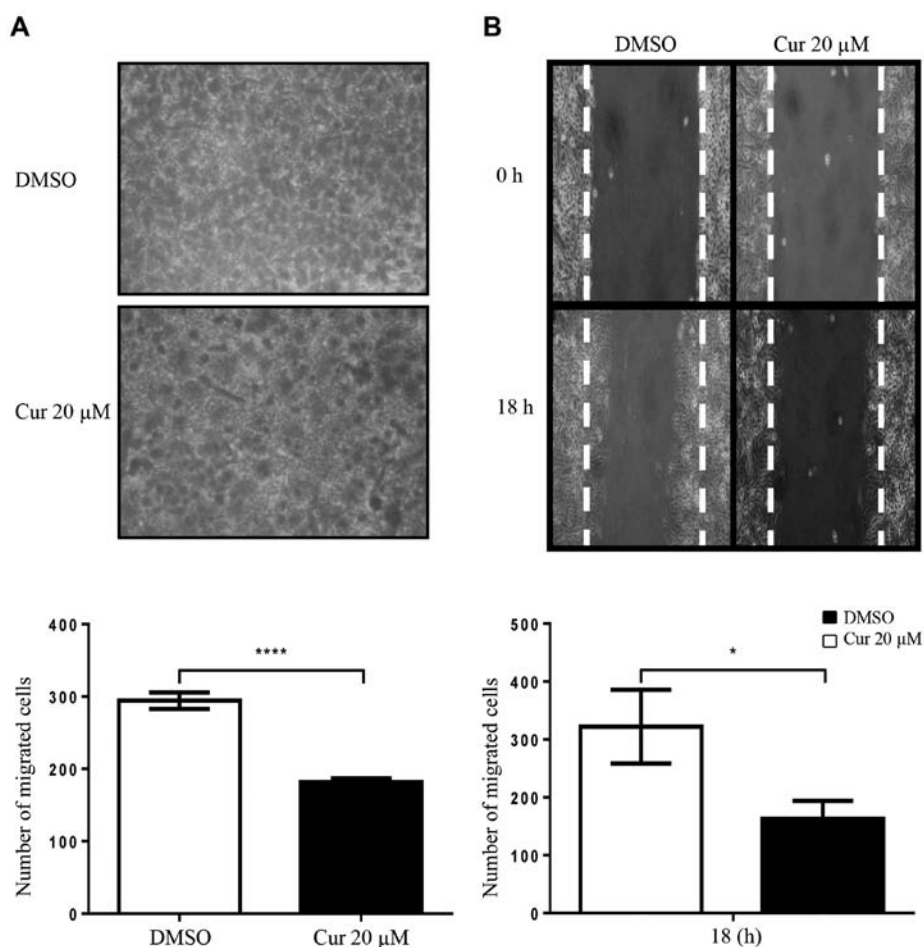 A
DMSO
Cur 20 µM
B
DMSO Cur 20 µM
0 h
18 h
Number of migrated cells
400
300
200
100
0
****
DMSO Cur 20 µM
Number of migrated cells
500
400
300
200
100
0
*
DMSO
Cur 20 µM
18 (h)